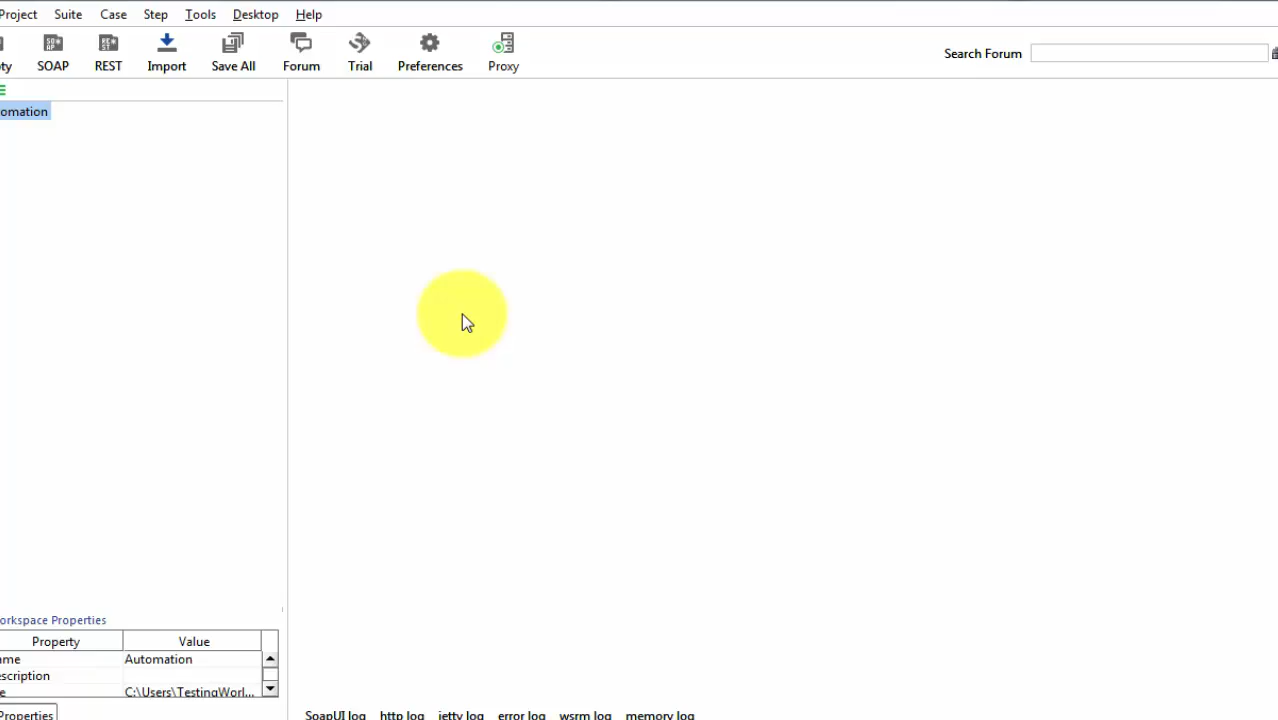 Project Suite Case Step Tools Desktop Help
ty SOAP REST Import Save All Forum Trial Preferences Proxy Search Forum
omation
orkspace Properties
Property Value
me Automation
scription
e C:\Users\TestingWorl...
Properties
SoapUI log http log jetty log error log wsrm log memory log